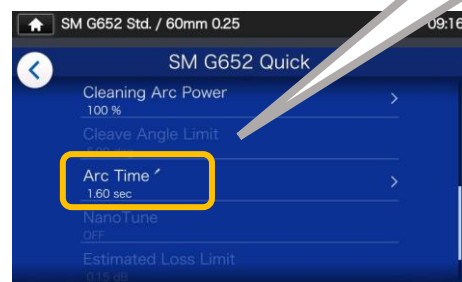 SM G652 Std. / 60mm 0.25
09:16
SM G652 Quick
Cleaning Arc Power
100 %
Cleave Angle Limit
Arc Time
1.60 sec
NanoTune
OFF
Estimated Loss Limit
0.15 dB